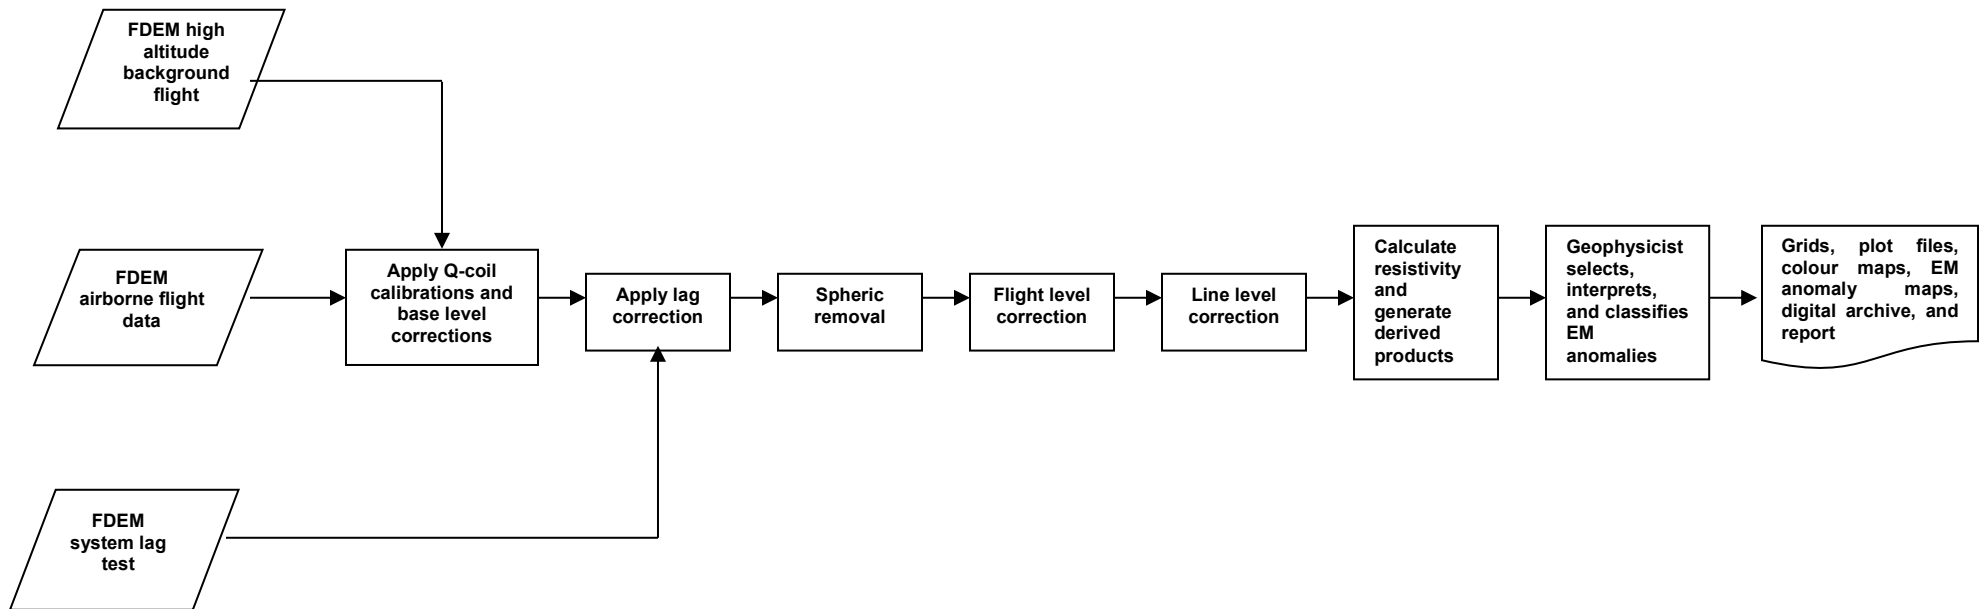 FDEM high
altitude
background
flight
FDEM
airborne flight
data
FDEM
system lag
test
Apply Q-coil
calibrations and
base level
corrections
Apply lag
correction
Spheric
removal
Flight level
correction
Line level
correction
Calculate
resistivity
and
generate
derived
products
Geophysicist
selects,
interprets,
and classifies
EM
anomalies
Grids, plot files,
colour maps, EM
anomaly maps,
digital archive, and
report